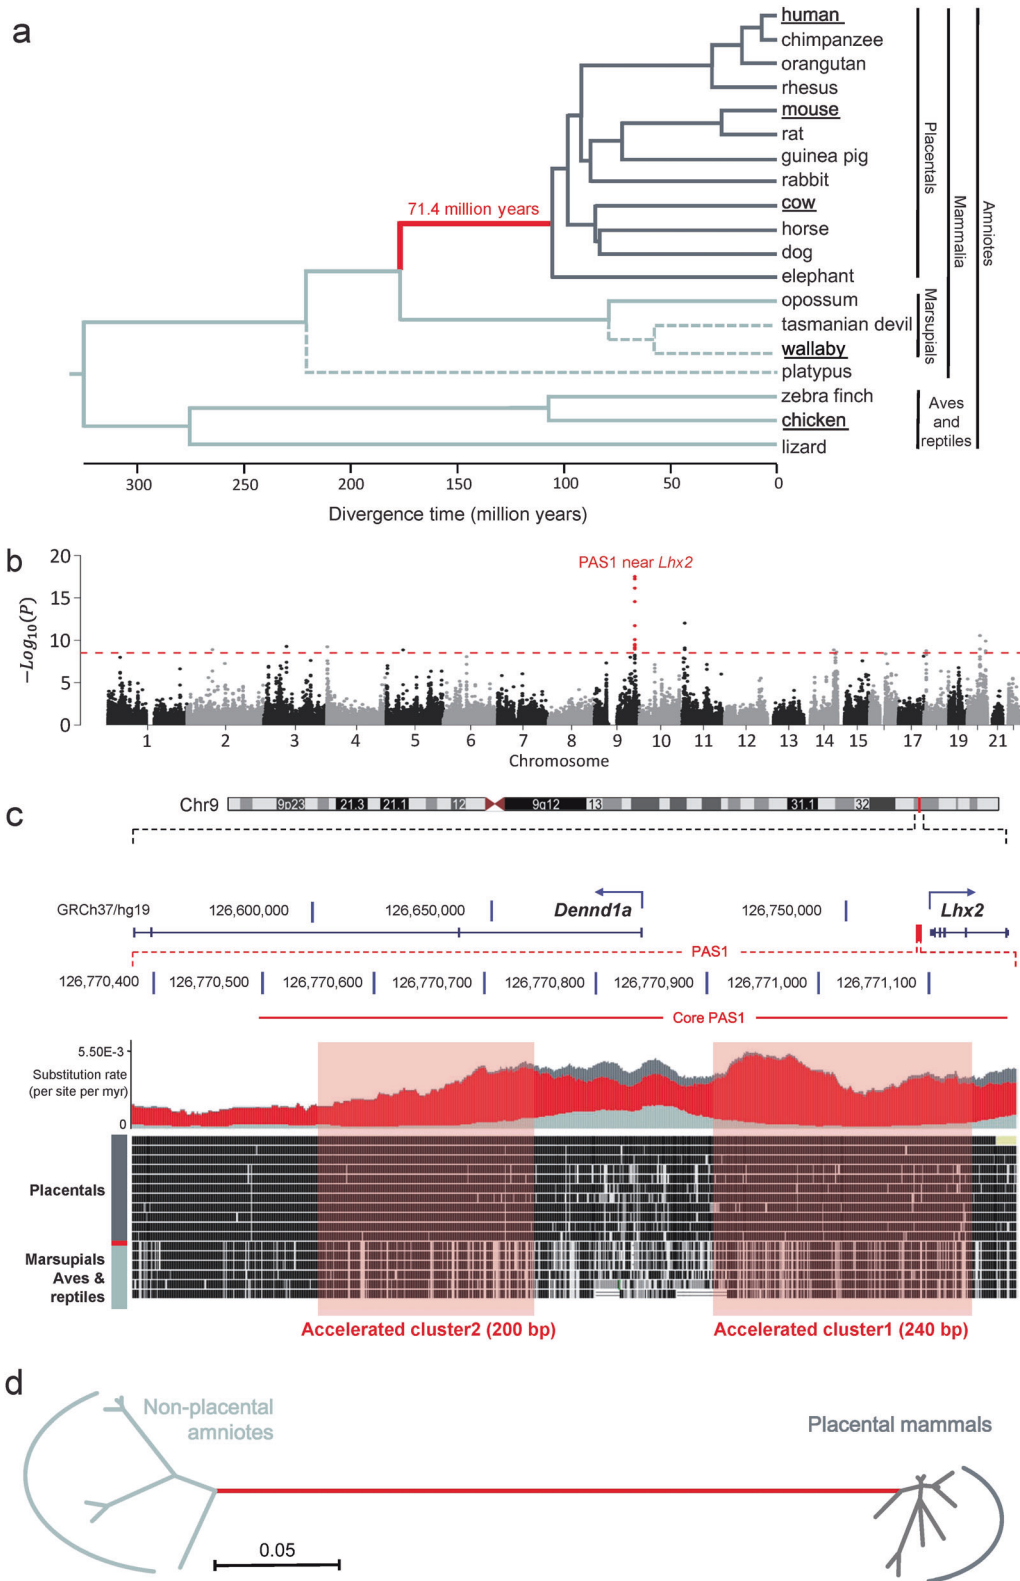 a
human
chimpanzee
orangutan
rhesus
mouse
rat
guinea pig
rabbit
cow
horse
dog
elephant
opossum
tasmanian devil
wallaby
platypus
zebra finch
chicken
lizard
71.4 million years
Placentals
Marsupials
Mammalia
Amniotes
Aves
and
reptiles
300 250 200 150 100 50 0
Divergence time (million years)
b
PAS1 near Lhx2
−Log10(P)
20
15
10
5
0
1 2 3 4 5 6 7 8 9 10 11 12 13 14 15 17 19 21
Chromosome
c
Chr9
9p23 21.3 21.1 12 9q12 13 31.1 32
GRCh37/hg19 126,600,000 126,650,000 Dennd1a 126,750,000 Lhx2
PAS1
126,770,400 126,770,500 126,770,600 126,770,700 126,770,800 126,770,900 126,771,000 126,771,100
Core PAS1
5.50E-3
Substitution rate
(per site per myr)
0
Placentals
Marsupials
Aves &
reptiles
Accelerated cluster2 (200 bp) Accelerated cluster1 (240 bp)
d
Non-placental
amniotes
Placental mammals
0.05